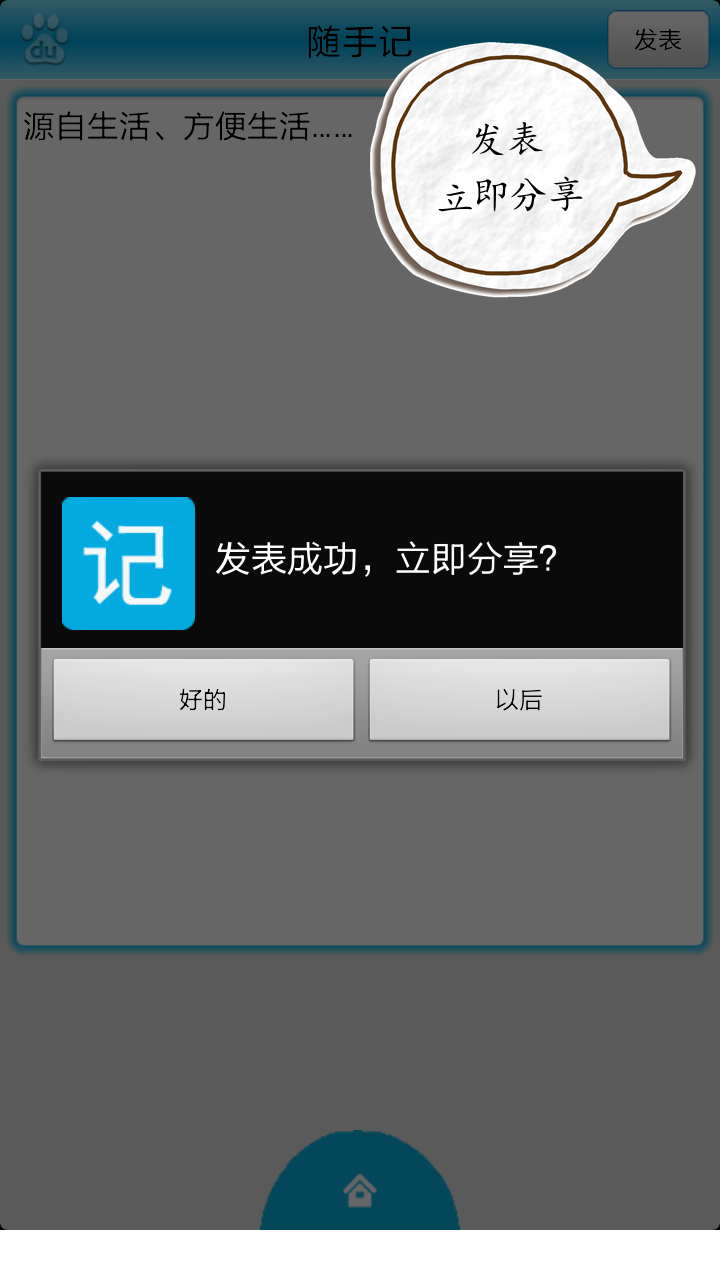 du
随手记
发表
源自生活、方便生活……
发表
立即分享
记
发表成功，立即分享？
好的
以后